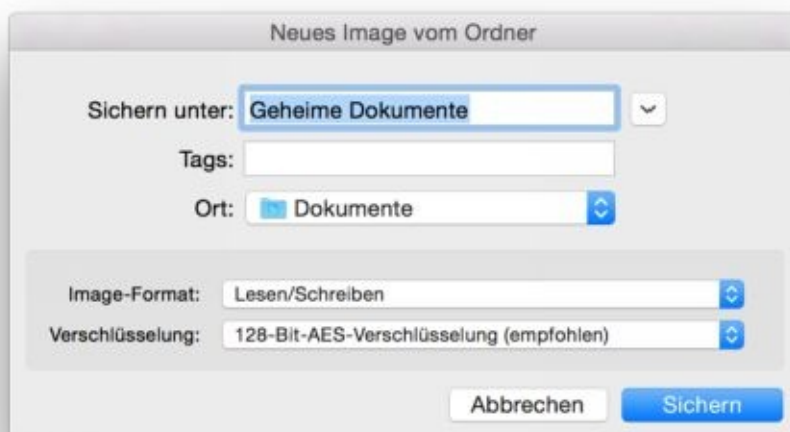 Neues Image vom Ordner
Sichern unter: Geheime Dokumente
Tags:
Ort: Dokumente
Image-Format: Lesen/Schreiben
Verschlüsselung: 128-Bit-AES-Verschlüsselung (empfohlen)
Abbrechen Sichern